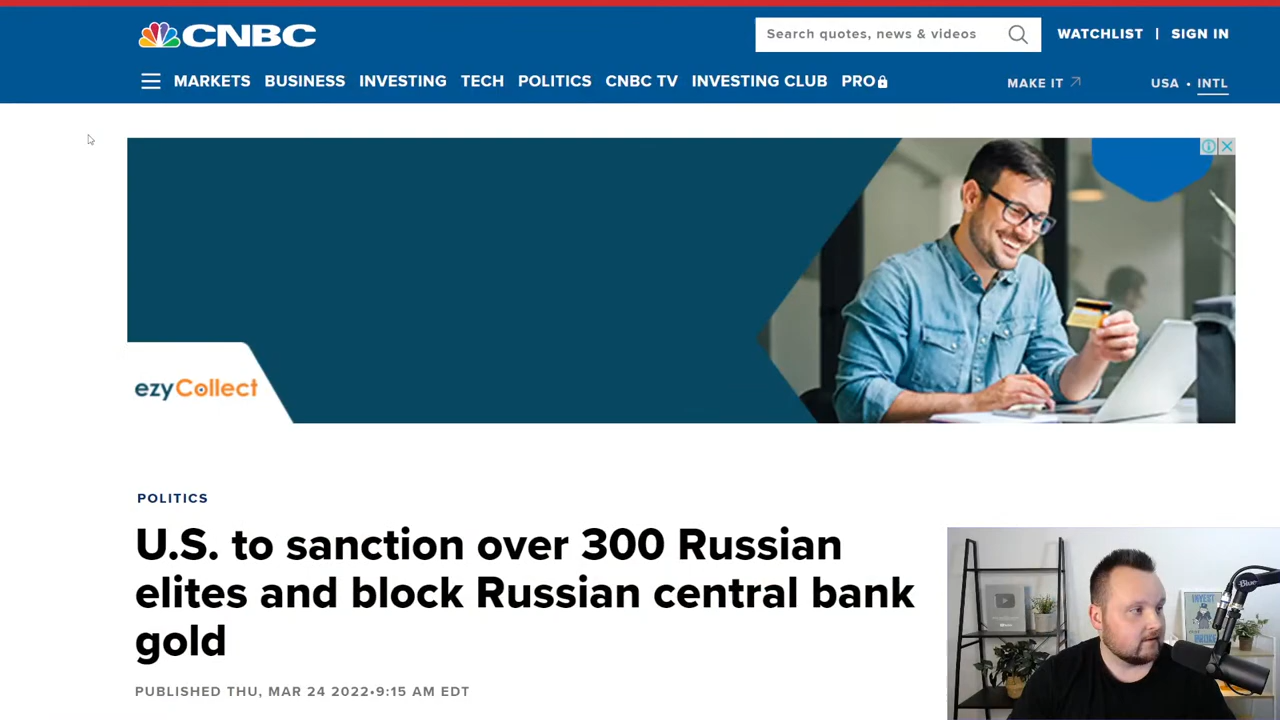 CNBC
Search quotes, news & videos
WATCHLIST | SIGN IN
MARKETS BUSINESS INVESTING TECH POLITICS CNBC TV INVESTING CLUB PRO
MAKE IT
USA • INTL
ezyCollect
POLITICS
U.S. to sanction over 300 Russian
elites and block Russian central bank
gold
PUBLISHED THU, MAR 24 2022•9:15 AM EDT
INVEST
Blue